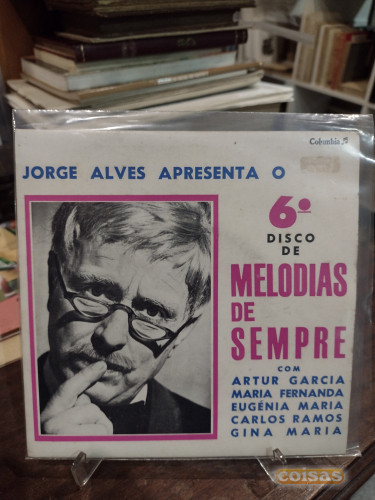 Columbia
JORGE ALVES APRESENTA O
6º
DISCO
DE
MELODIAS
DE
SEMPRE
COM
ARTUR GARCIA
MARIA FERNANDA
EUGÉNIA MARIA
CARLOS RAMOS
GINA MARIA
coisas